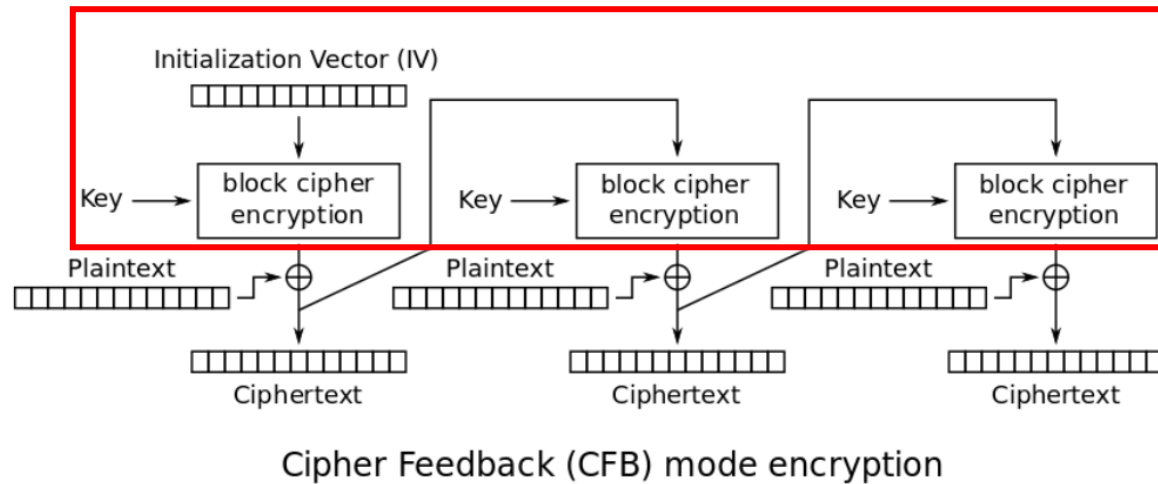 Initialization Vector (IV)
Key
block cipher
encryption
Key
block cipher
encryption
Key
block cipher
encryption
Plaintext
Plaintext
Plaintext
Ciphertext
Ciphertext
Ciphertext
Cipher Feedback (CFB) mode encryption